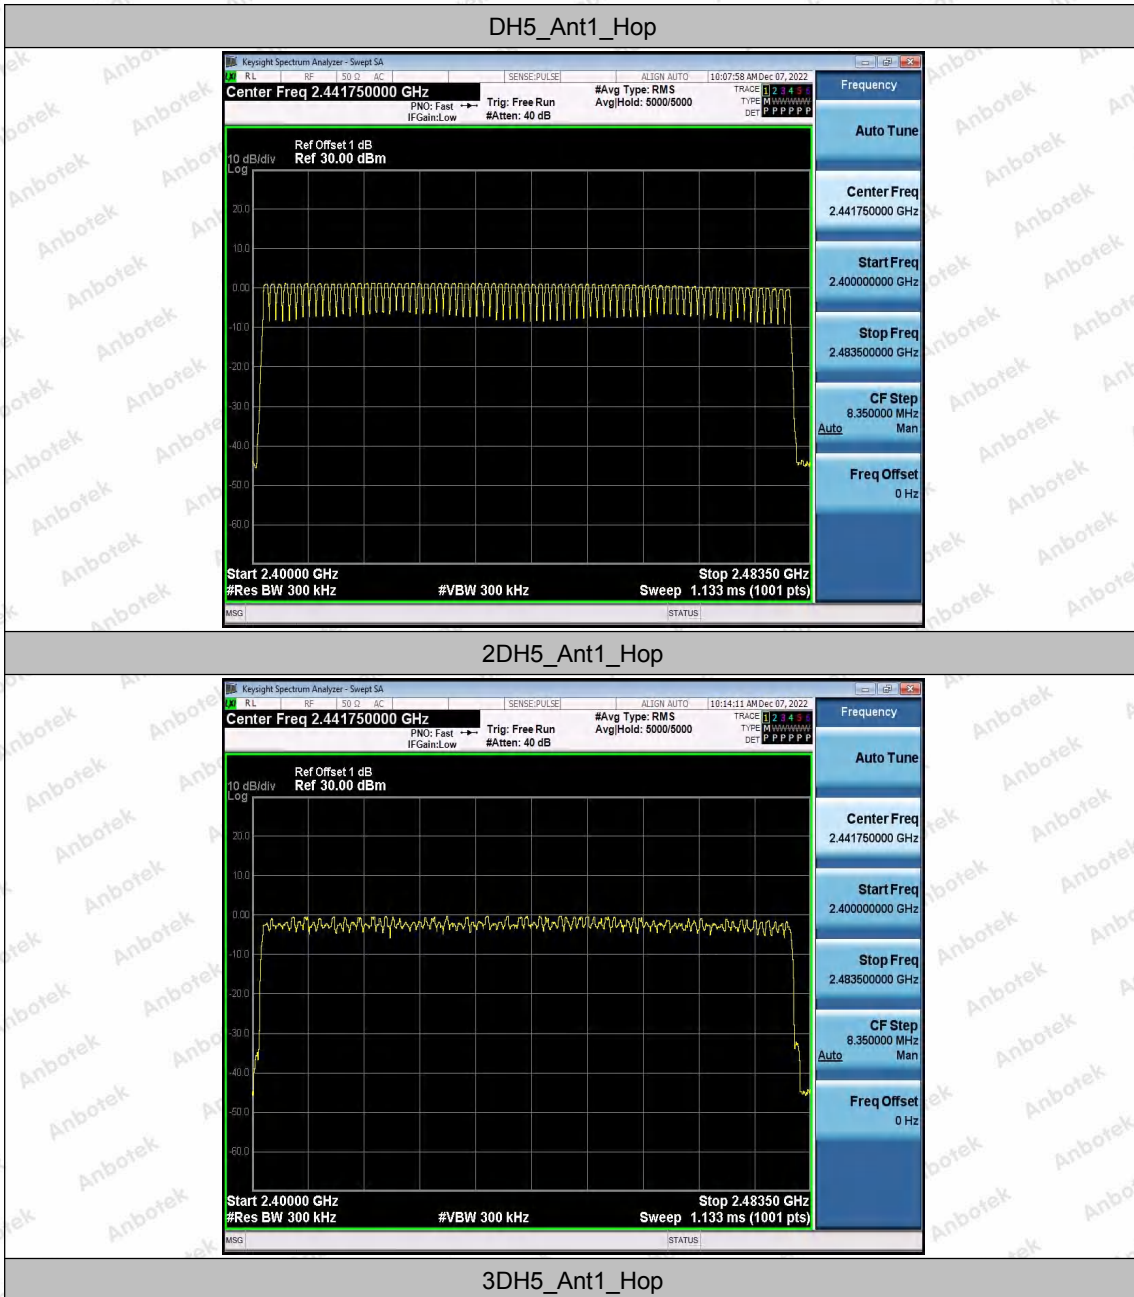 DH5_Ant1_Hop
Keysight Spectrum Analyzer - Swept SA
LXI RL RF 50 Ω AC SENSE:PULSE ALIGN AUTO 10:07:58 AM Dec 07, 2022
Center Freq 2.441750000 GHz #Avg Type: RMS TRACE 1 2 3 4 5 6
PNO: Fast Trig: Free Run Avg|Hold: 5000/5000 TYPE M WWWWW
IFGain:Low #Atten: 40 dB DET P P P P P P
Frequency
Auto Tune
Center Freq
2.441750000 GHz
Start Freq
2.400000000 GHz
Stop Freq
2.483500000 GHz
CF Step
8.350000 MHz
Auto Man
Freq Offset
0 Hz
Ref Offset 1 dB
10 dB/div Ref 30.00 dBm
Log
20.0
10.0
0.00
-10.0
-20.0
-30.0
-40.0
-50.0
-60.0
Start 2.40000 GHz Stop 2.48350 GHz
#Res BW 300 kHz #VBW 300 kHz Sweep 1.133 ms (1001 pts)
MSG STATUS
2DH5_Ant1_Hop
Keysight Spectrum Analyzer - Swept SA
LXI RL RF 50 Ω AC SENSE:PULSE ALIGN AUTO 10:14:11 AM Dec 07, 2022
Center Freq 2.441750000 GHz #Avg Type: RMS TRACE 1 2 3 4 5 6
PNO: Fast Trig: Free Run Avg|Hold: 5000/5000 TYPE M WWWWW
IFGain:Low #Atten: 40 dB DET P P P P P P
Frequency
Auto Tune
Center Freq
2.441750000 GHz
Start Freq
2.400000000 GHz
Stop Freq
2.483500000 GHz
CF Step
8.350000 MHz
Auto Man
Freq Offset
0 Hz
Ref Offset 1 dB
10 dB/div Ref 30.00 dBm
Log
20.0
10.0
0.00
-10.0
-20.0
-30.0
-40.0
-50.0
-60.0
Start 2.40000 GHz Stop 2.48350 GHz
#Res BW 300 kHz #VBW 300 kHz Sweep 1.133 ms (1001 pts)
MSG STATUS
3DH5_Ant1_Hop